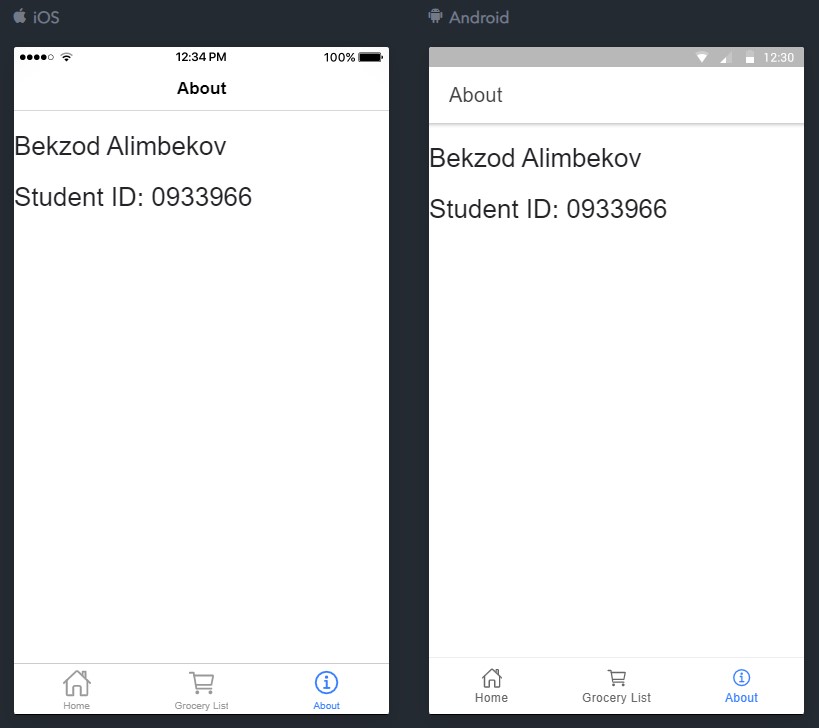 iOS
12:34 PM
100%
About
Bekzod Alimbekov
Student ID: 0933966
Home
Grocery List
About
Android
12:30
About
Bekzod Alimbekov
Student ID: 0933966
Home
Grocery List
About